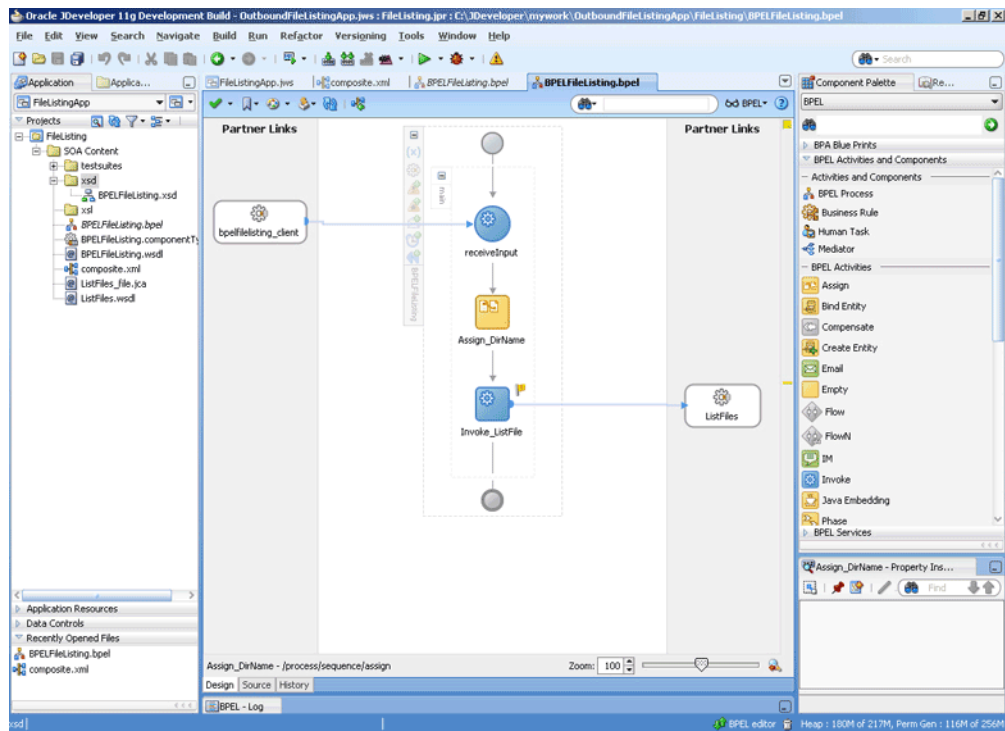 Oracle JDeveloper 11g Development Build - OutboundFileListingApp.jws : FileListing.jpr : C:\JDeveloper\mywork\OutboundFileListingApp\FileListing\BPELFileListing.bpel
File Edit View Search Navigate Build Run Refactor Versioning Tools Window Help
Search
Application Applica...
FileListingApp.jws composite.xml BPELFileListing.bpel BPELFileListing.bpel
Component Palette Re...
FileListingApp
BPEL
BPEL
Projects
FileListing
SOA Content
testsuites
xsd
BPELFileListing.xsd
xsl
BPELFileListing.bpel
BPELFileListing.componentTy
BPELFileListing.wsdl
composite.xml
ListFiles_file.jca
ListFiles.wsdl
Application Resources
Data Controls
Recently Opened Files
BPELFileListing.bpel
composite.xml
Partner Links
Partner Links
(x)
main
BPELFileListing
bpelfilelisting_client
receiveInput
Assign_DirName
Invoke_ListFile
ListFiles
Assign_DirName - /process/sequence/assign
Zoom: 100
Design Source History
BPEL - Log
BPA Blue Prints
BPEL Activities and Components
Activities and Components
BPEL Process
Business Rule
Human Task
Mediator
BPEL Activities
Assign
Bind Entity
Compensate
Create Entity
Email
Empty
Flow
FlowN
IM
Invoke
Java Embedding
Phase
BPEL Services
Assign_DirName - Property Ins...
Find
xsd
BPEL editor
Heap : 180M of 217M, Perm Gen : 116M of 256M